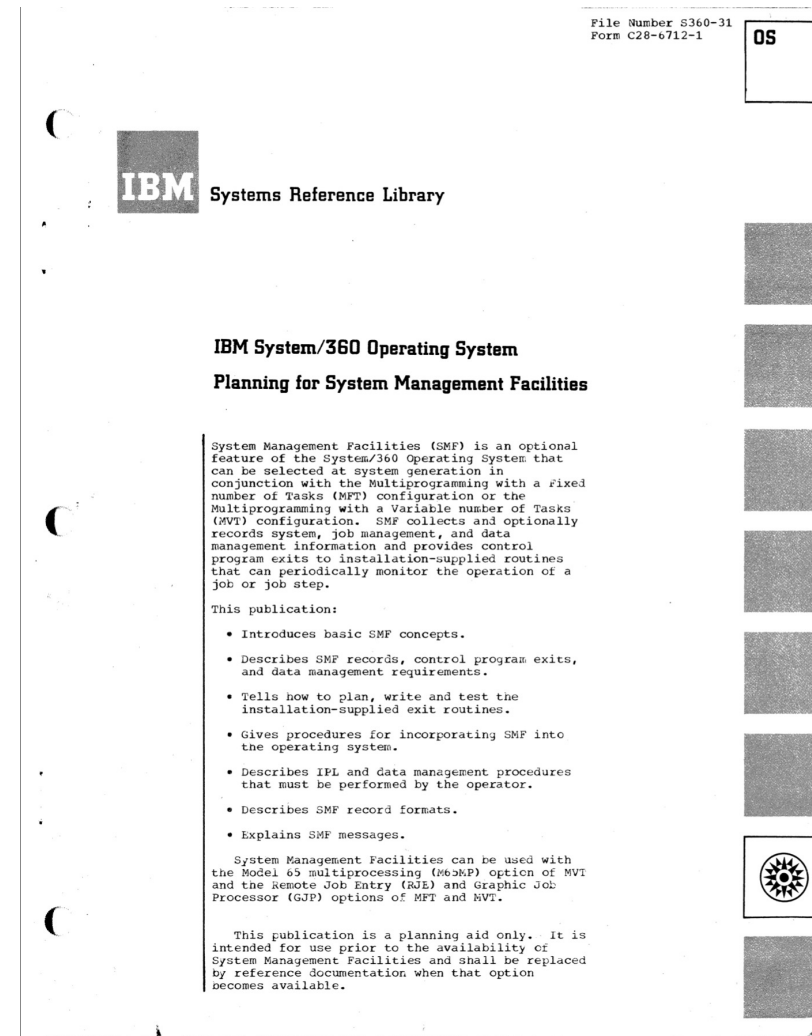 File Number S360-31
Form C28-6712-1
OS
IBM
Systems Reference Library
IBM System/360 Operating System
Planning for System Management Facilities
System Management Facilities (SMF) is an optional
feature of the System/360 Operating System that
can be selected at system generation in
conjunction with the Multiprogramming with a Fixed
number of Tasks (MFT) configuration or the
Multiprogramming with a Variable number of Tasks
(MVT) configuration. SMF collects and optionally
records system, job management, and data
management information and provides control
program exits to installation-supplied routines
that can periodically monitor the operation of a
job or job step.
This publication:
• Introduces basic SMF concepts.
• Describes SMF records, control program exits,
and data management requirements.
• Tells how to plan, write and test the
installation-supplied exit routines.
• Gives procedures for incorporating SMF into
the operating system.
• Describes IPL and data management procedures
that must be performed by the operator.
• Describes SMF record formats.
• Explains SMF messages.
System Management Facilities can be used with
the Model 65 multiprocessing (M65MP) option of MVT
and the Remote Job Entry (RJE) and Graphic Job
Processor (GJP) options of MFT and MVT.
This publication is a planning aid only. It is
intended for use prior to the availability of
System Management Facilities and shall be replaced
by reference documentation when that option
becomes available.